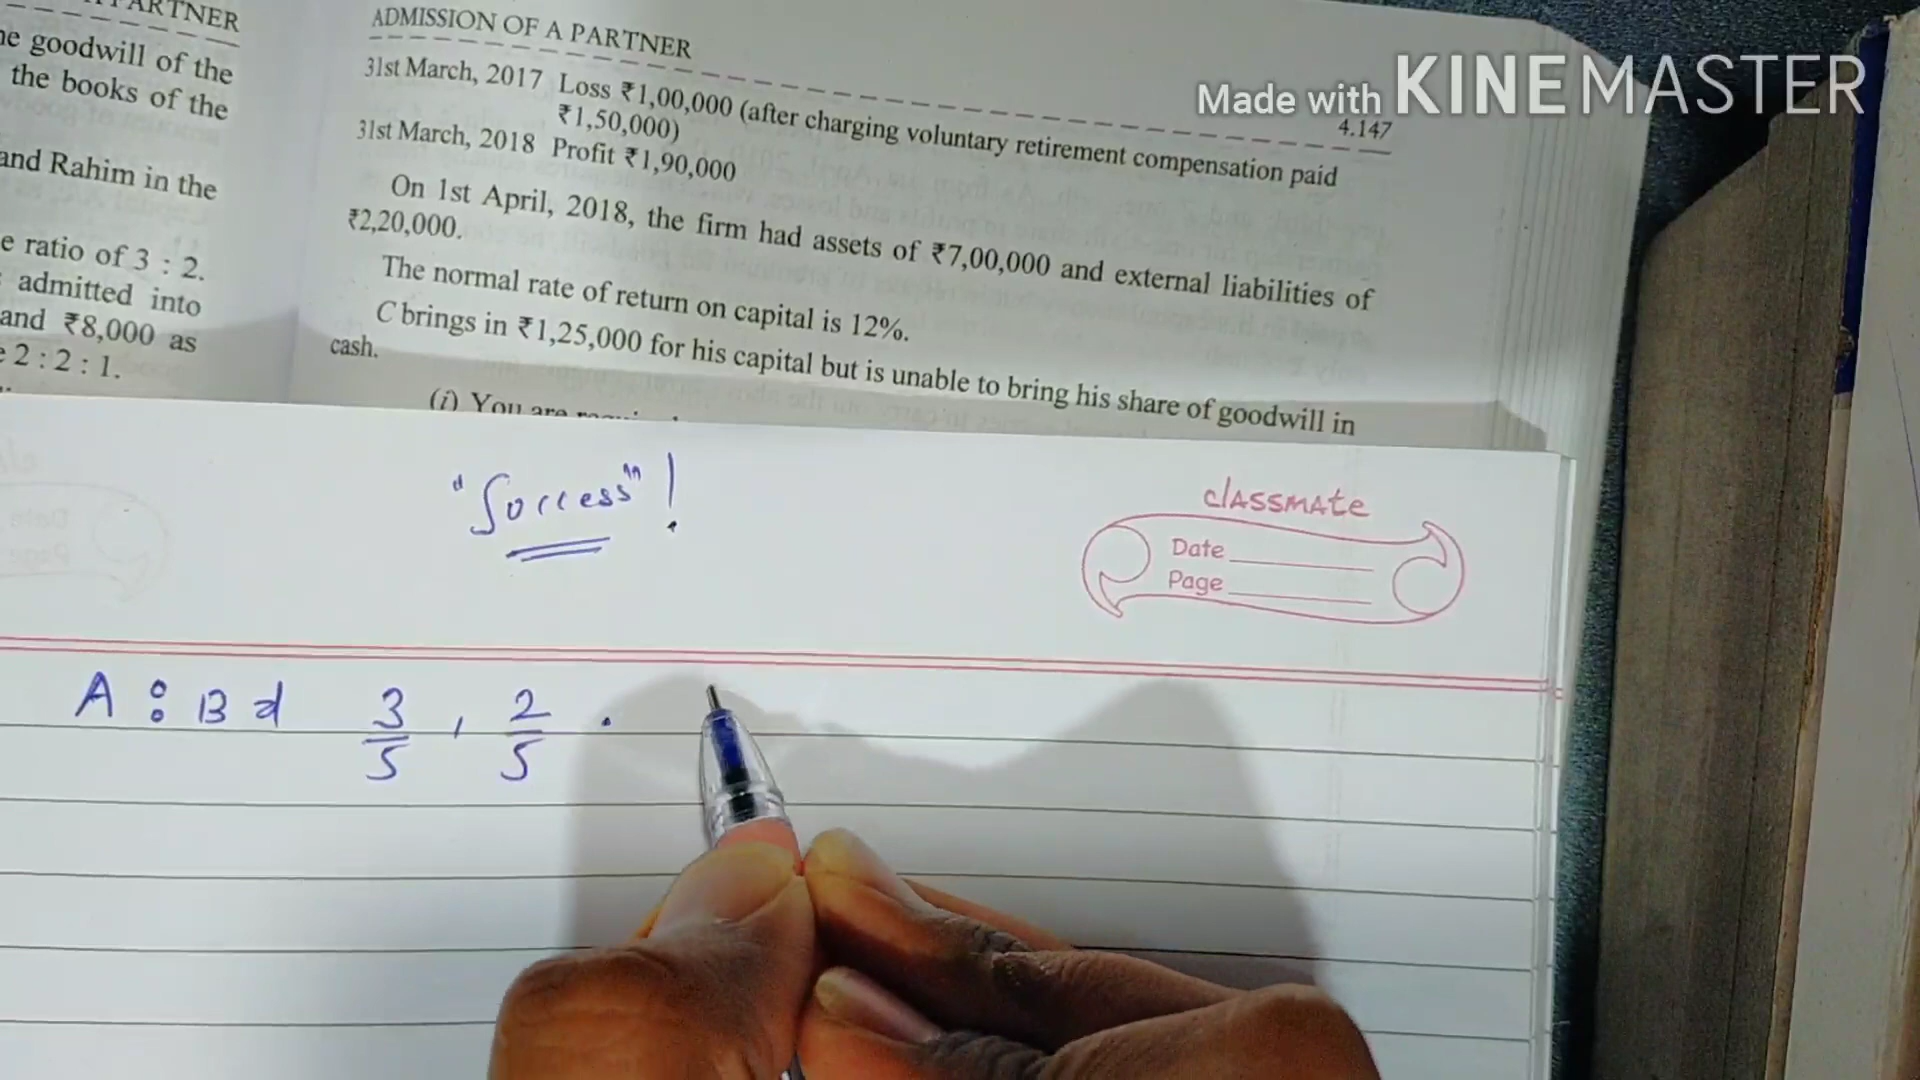 PARTNER
he goodwill of the
the books of the
and Rahim in the
e ratio of 3 : 2.
admitted into
and ₹8,000 as
e 2 : 2 : 1.
ADMISSION OF A PARTNER
4.147
31st March, 2017 Loss ₹1,00,000 (after charging voluntary retirement compensation paid
₹1,50,000)
31st March, 2018 Profit ₹1,90,000
On 1st April, 2018, the firm had assets of ₹7,00,000 and external liabilities of
₹2,20,000.
The normal rate of return on capital is 12%.
C brings in ₹1,25,000 for his capital but is unable to bring his share of goodwill in
cash.
(i) You are
Made with KINEMASTER
"Success"!
classmate
Date
Page
A : B d 3/5 , 2/5 .